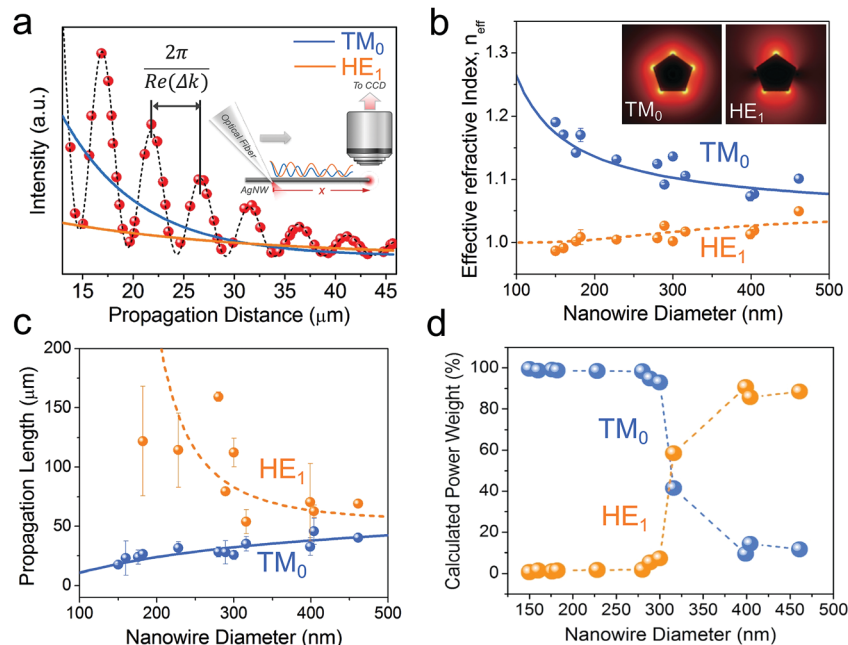 a
TM0
HE1
2π
Re(Δk)
To CCD
Optical Fiber
AgNW
x
Intensity (a.u.)
15 20 25 30 35 40 45
Propagation Distance (μm)
b
Effective refractive Index, neff
1.3
1.2
1.1
1.0
TM0
HE1
TM0
HE1
100 200 300 400 500
Nanowire Diameter (nm)
c
Propagation Length (μm)
200
150
100
50
0
HE1
TM0
100 200 300 400 500
Nanowire Diameter (nm)
d
Calculated Power Weight (%)
100
80
60
40
20
0
TM0
HE1
150 200 250 300 350 400 450 500
Nanowire Diameter (nm)